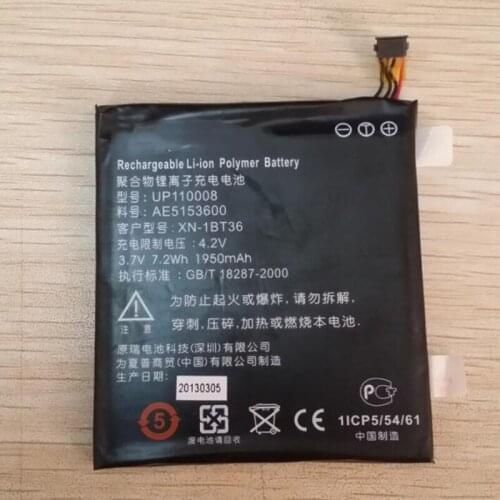 Rechargeable Li-ion Polymer Battery
聚合物锂离子充电电池
型号: UP110008
料号: AE5153600
客户型号: XN-1BT36
充电限制电压: 4.2V
3.7V 7.2Wh 1950mAh
执行标准: GB/T 18287-2000
为防止起火或爆炸，请勿拆解，
穿刺，压碎，加热或燃烧本电池.
原瑞电池科技(深圳)有限公司
为夏普商贸(中国)有限公司制造
生产日期: 20130305
5
废电池请回收
CE
PG
1ICP5/54/61
中国制造